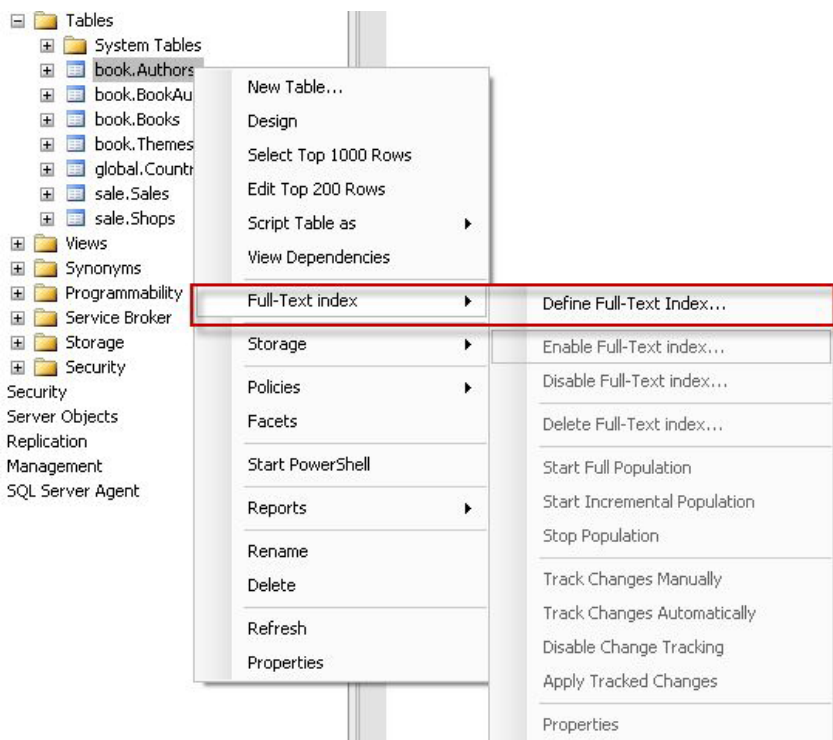 Tables
System Tables
book.Authors
book.BookAu
book.Books
book.Themes
global.Countr
sale.Sales
sale.Shops
Views
Synonyms
Programmability
Service Broker
Storage
Security
Security
Server Objects
Replication
Management
SQL Server Agent
New Table...
Design
Select Top 1000 Rows
Edit Top 200 Rows
Script Table as
View Dependencies
Full-Text index
Storage
Policies
Facets
Start PowerShell
Reports
Rename
Delete
Refresh
Properties
Define Full-Text Index...
Enable Full-Text index...
Disable Full-Text index...
Delete Full-Text index...
Start Full Population
Start Incremental Population
Stop Population
Track Changes Manually
Track Changes Automatically
Disable Change Tracking
Apply Tracked Changes
Properties